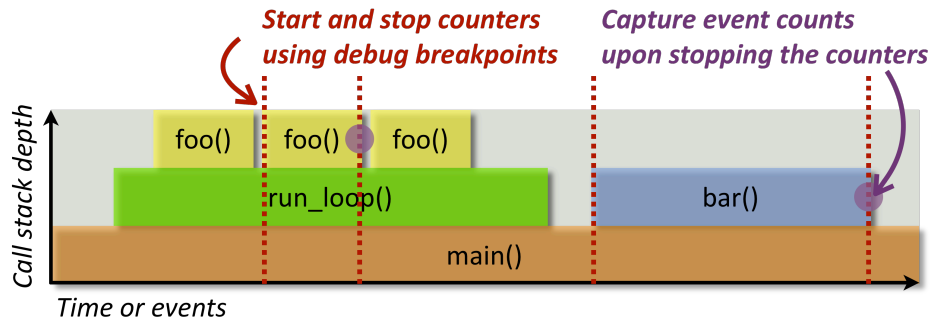 Start and stop counters
using debug breakpoints
Capture event counts
upon stopping the counters
Call stack depth
foo()
foo()
foo()
run_loop()
bar()
main()
Time or events